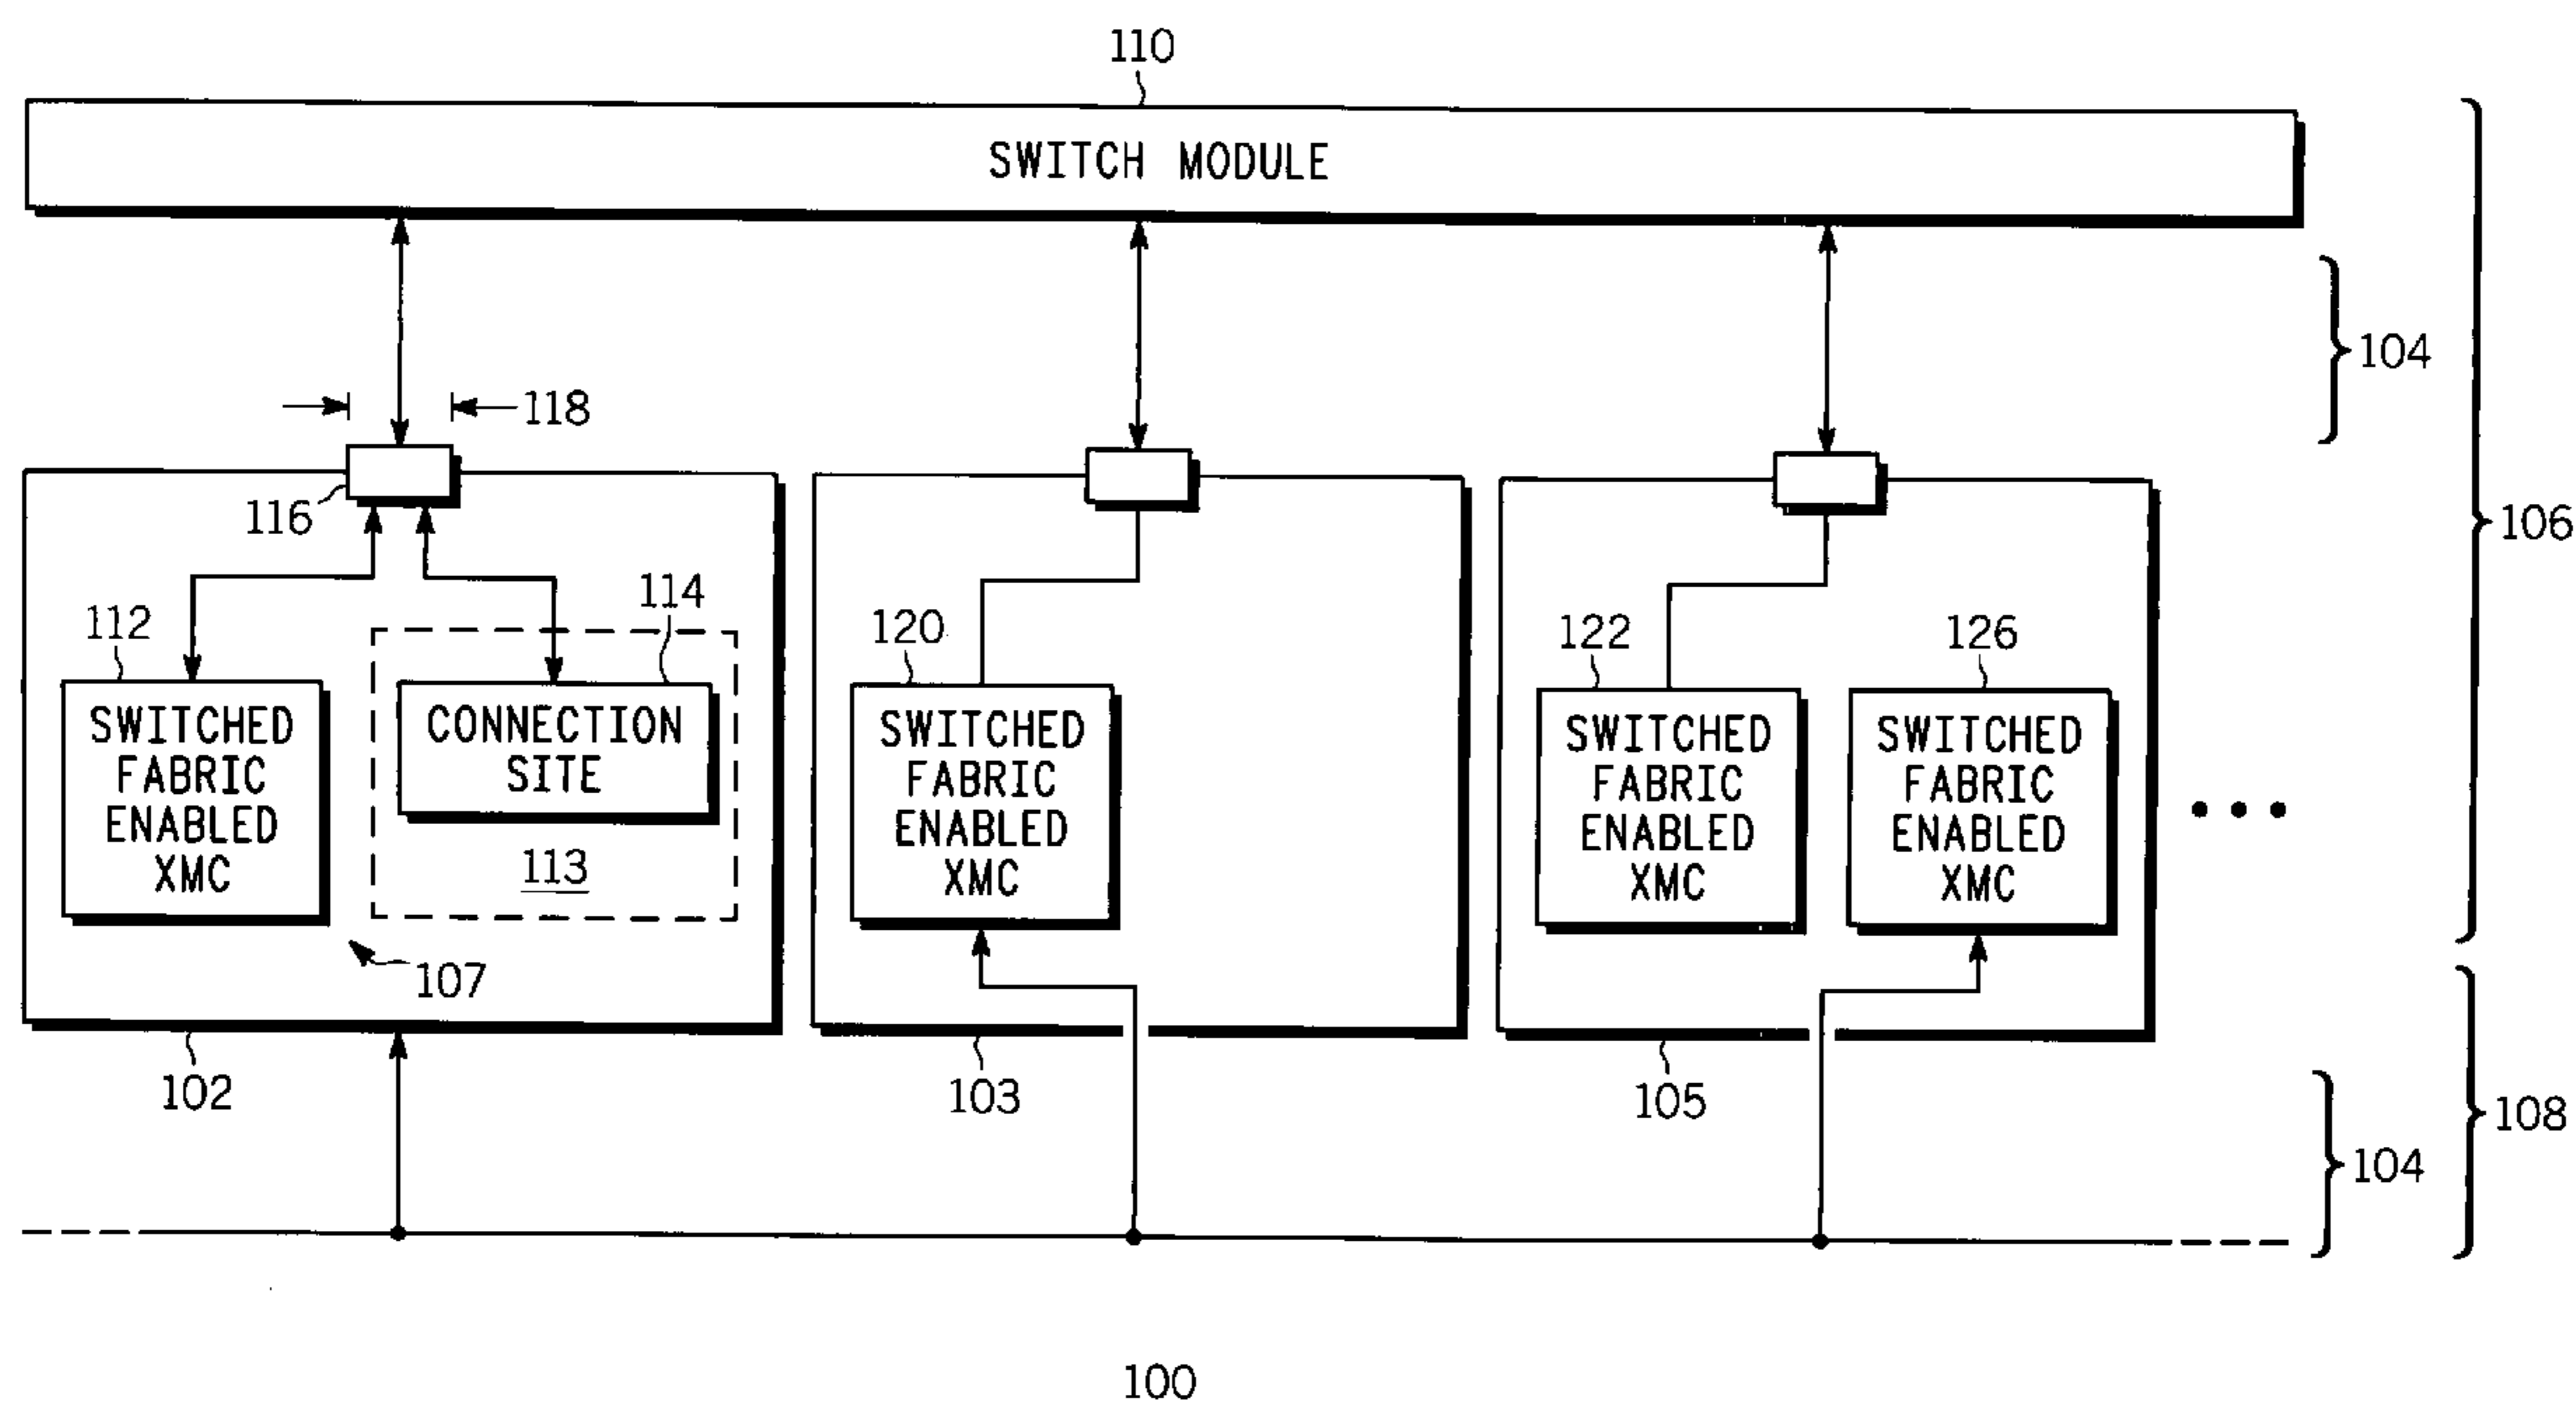 110
SWITCH MODULE
104
118
116
106
112
114
120
122
126
SWITCHED
FABRIC
ENABLED
XMC
CONNECTION
SITE
113
SWITCHED
FABRIC
ENABLED
XMC
SWITCHED
FABRIC
ENABLED
XMC
SWITCHED
FABRIC
ENABLED
XMC
107
102
103
105
108
104
100